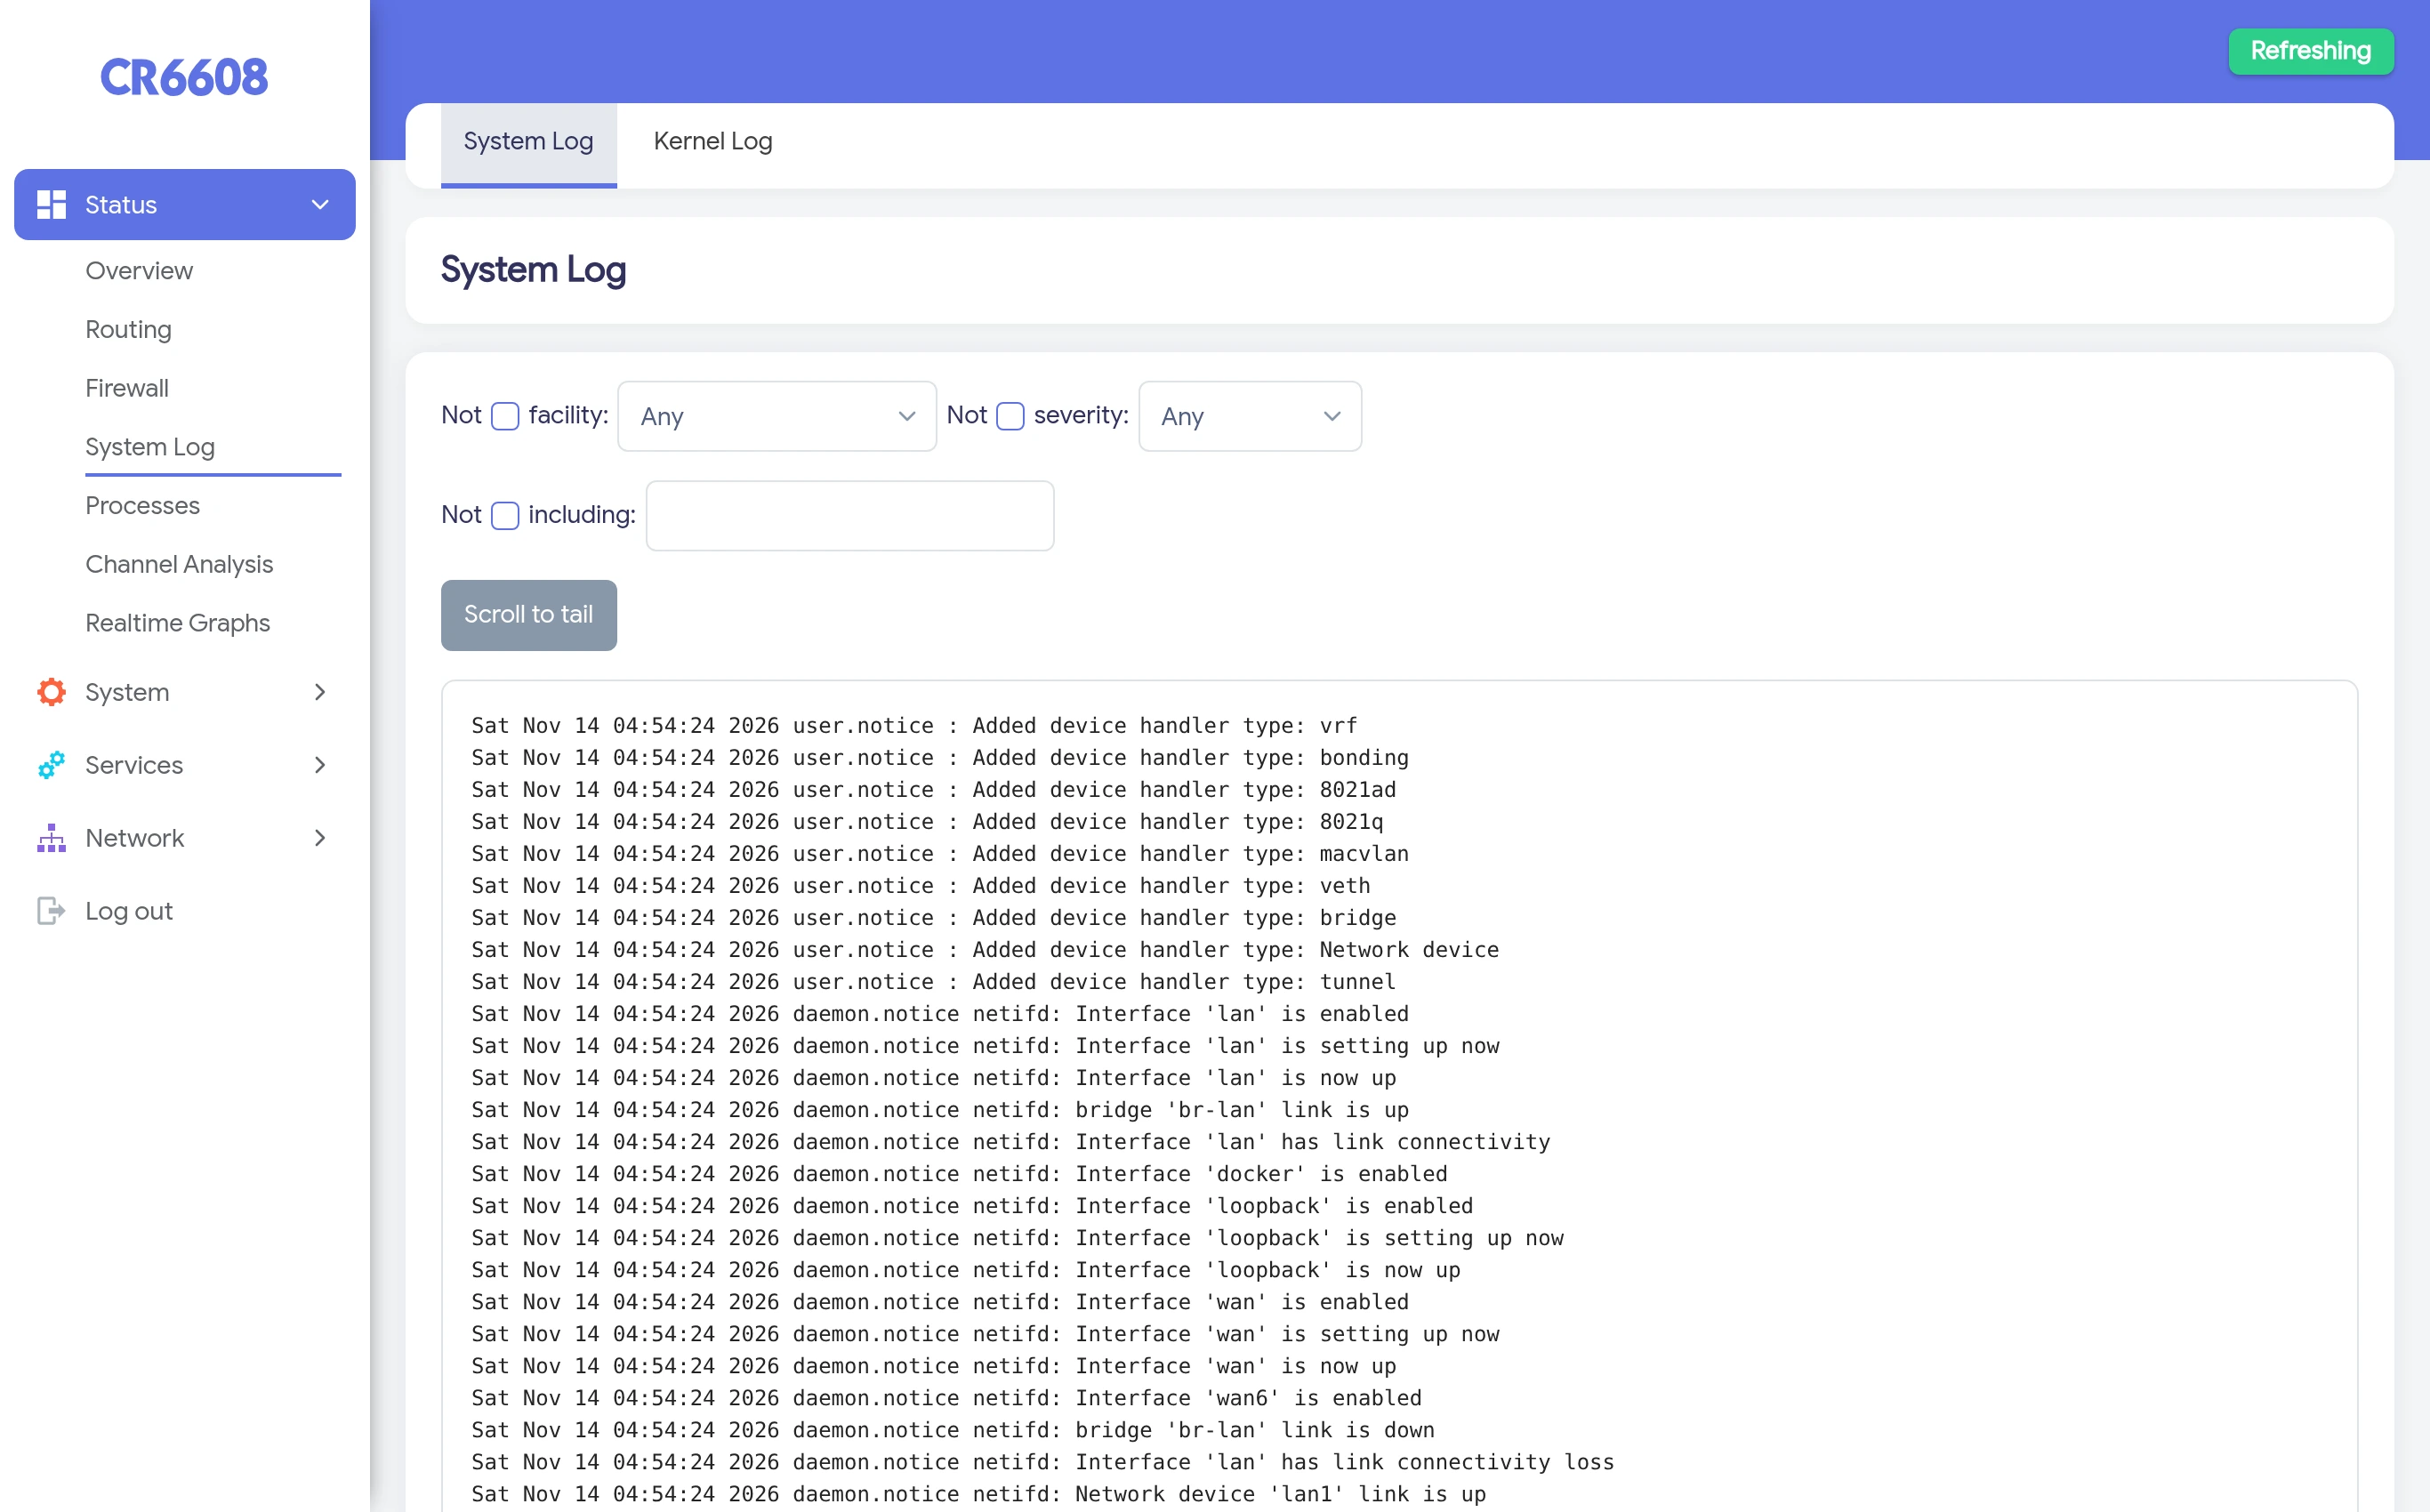 CR6608
Status
Overview
Routing
Firewall
System Log
Processes
Channel Analysis
Realtime Graphs
System
Services
Network
Log out
Refreshing
System Log
Kernel Log
System Log
Not facility: Any Not severity: Any
Not including:
Scroll to tail
Sat Nov 14 04:54:24 2026 user.notice : Added device handler type: vrf
Sat Nov 14 04:54:24 2026 user.notice : Added device handler type: bonding
Sat Nov 14 04:54:24 2026 user.notice : Added device handler type: 8021ad
Sat Nov 14 04:54:24 2026 user.notice : Added device handler type: 8021q
Sat Nov 14 04:54:24 2026 user.notice : Added device handler type: macvlan
Sat Nov 14 04:54:24 2026 user.notice : Added device handler type: veth
Sat Nov 14 04:54:24 2026 user.notice : Added device handler type: bridge
Sat Nov 14 04:54:24 2026 user.notice : Added device handler type: Network device
Sat Nov 14 04:54:24 2026 user.notice : Added device handler type: tunnel
Sat Nov 14 04:54:24 2026 daemon.notice netifd: Interface 'lan' is enabled
Sat Nov 14 04:54:24 2026 daemon.notice netifd: Interface 'lan' is setting up now
Sat Nov 14 04:54:24 2026 daemon.notice netifd: Interface 'lan' is now up
Sat Nov 14 04:54:24 2026 daemon.notice netifd: bridge 'br-lan' link is up
Sat Nov 14 04:54:24 2026 daemon.notice netifd: Interface 'lan' has link connectivity
Sat Nov 14 04:54:24 2026 daemon.notice netifd: Interface 'docker' is enabled
Sat Nov 14 04:54:24 2026 daemon.notice netifd: Interface 'loopback' is enabled
Sat Nov 14 04:54:24 2026 daemon.notice netifd: Interface 'loopback' is setting up now
Sat Nov 14 04:54:24 2026 daemon.notice netifd: Interface 'loopback' is now up
Sat Nov 14 04:54:24 2026 daemon.notice netifd: Interface 'wan' is enabled
Sat Nov 14 04:54:24 2026 daemon.notice netifd: Interface 'wan' is setting up now
Sat Nov 14 04:54:24 2026 daemon.notice netifd: Interface 'wan' is now up
Sat Nov 14 04:54:24 2026 daemon.notice netifd: Interface 'wan6' is enabled
Sat Nov 14 04:54:24 2026 daemon.notice netifd: bridge 'br-lan' link is down
Sat Nov 14 04:54:24 2026 daemon.notice netifd: Interface 'lan' has link connectivity loss
Sat Nov 14 04:54:24 2026 daemon.notice netifd: Network device 'lan1' link is up